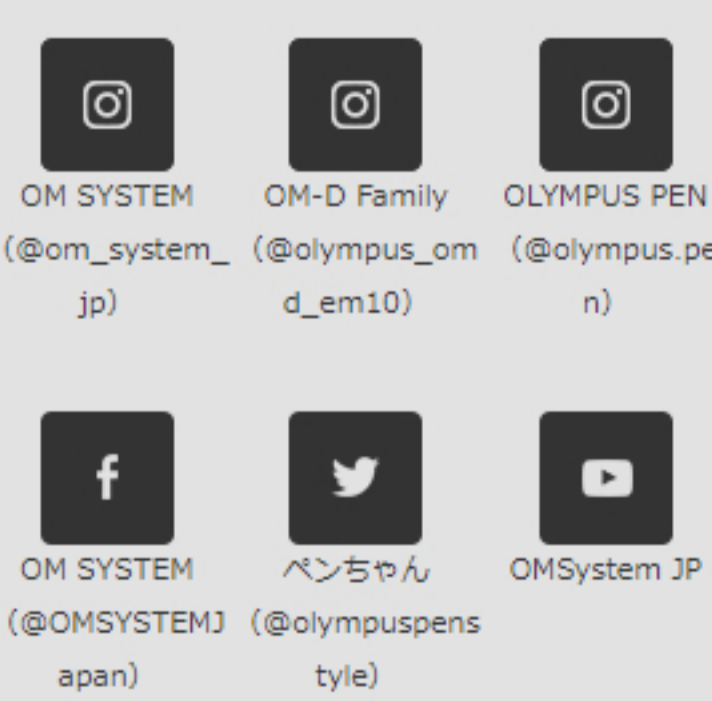 OM SYSTEM
（@om_system_
jp）
OM-D Family
（@olympus_om
d_em10）
OLYMPUS PEN
（@olympus.pe
n）
OM SYSTEM
（@OMSYSTEMJ
apan）
ペンちゃん
（@olympuspens
tyle）
OMSystem JP